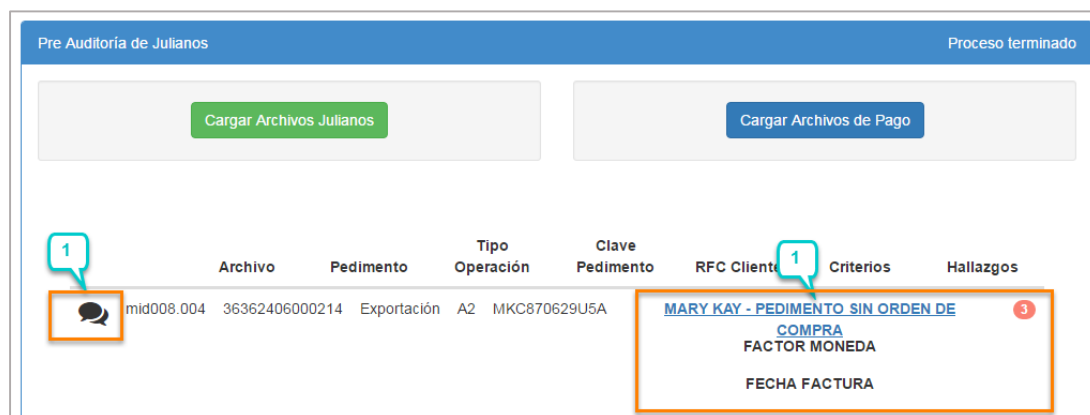 Pre Auditoría de Julianos Proceso terminado
Cargar Archivos Julianos Cargar Archivos de Pago
1
Archivo Pedimento Tipo Operación Clave Pedimento RFC Cliente 1 Criterios Hallazgos
mid008.004 36362406000214 Exportación A2 MKC870629U5A MARY KAY - PEDIMENTO SIN ORDEN DE 3
COMPRA
FACTOR MONEDA
FECHA FACTURA